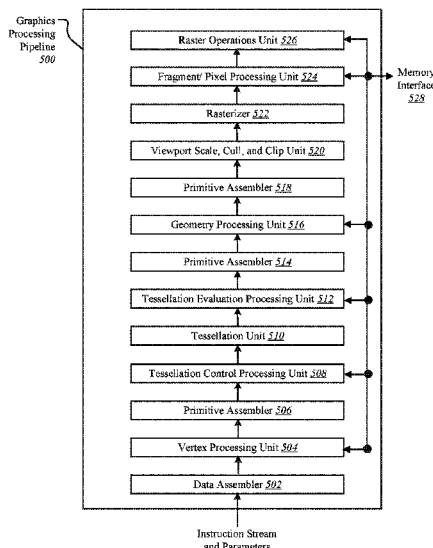 Graphics
Processing
Pipeline
500
Raster Operations Unit 526
Fragment/ Pixel Processing Unit 524
Memory
Interface
528
Rasterizer 522
Viewport Scale, Cull, and Clip Unit 520
Primitive Assembler 518
Geometry Processing Unit 516
Primitive Assembler 514
Tessellation Evaluation Processing Unit 512
Tessellation Unit 510
Tessellation Control Processing Unit 508
Primitive Assembler 506
Vertex Processing Unit 504
Data Assembler 502
Instruction Stream
and Parameters